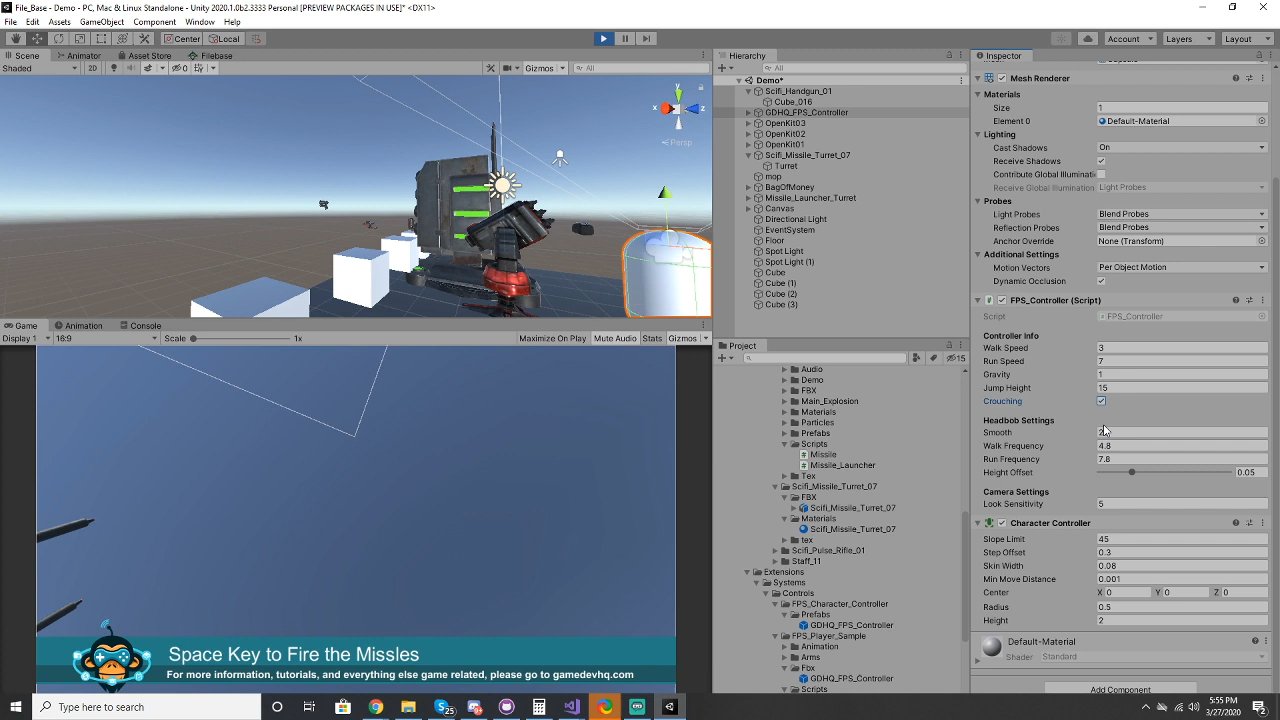 File_Base - Demo - PC, Mac & Linux Standalone - Unity 2020.1.0b2.3333 Personal [PREVIEW PACKAGES IN USE]* <DX11>
File Edit Assets GameObject Component Window Help
Center Local Account Layers Layout
Scene Animator Asset Store Filebase
Shaded 2D 0 Gizmos All
Persp
Game Animation Console
Display 1 16:9 Scale 1x Maximize On Play Mute Audio Stats Gizmos
Space Key to Fire the Missles
For more information, tutorials, and everything else game related, please go to gamedevhq.com
Hierarchy
All
Demo*
Scifi_Handgun_01
Cube_016
GDHQ_FPS_Controller
OpenKit03
OpenKit02
OpenKit01
Scifi_Missile_Turret_07
Turret
mop
BagOfMoney
Missile_Launcher_Turret
Canvas
Directional Light
EventSystem
Floor
Spot Light
Spot Light (1)
Cube
Cube (1)
Cube (2)
Cube (3)
Project
15
Audio
Demo
FBX
Main_Explosion
Materials
Particles
Prefabs
Scripts
Missile
Missile_Launcher
Tex
Scifi_Missile_Turret_07
FBX
Scifi_Missile_Turret_07
Materials
Scifi_Missile_Turret_07
tex
Scifi_Pulse_Rifle_01
Staff_11
Extensions
Systems
Controls
FPS_Character_Controller
Prefabs
GDHQ_FPS_Controller
FPS_Player_Sample
Animation
Arms
Fbx
GDHQ_FPS_Controller
Scripts
Inspector
Mesh Renderer
Materials
Size 1
Element 0 Default-Material
Lighting
Cast Shadows On
Receive Shadows
Contribute Global Illuminati
Receive Global Illumination Light Probes
Probes
Light Probes Blend Probes
Reflection Probes Blend Probes
Anchor Override None (Transform)
Additional Settings
Motion Vectors Per Object Motion
Dynamic Occlusion
FPS_Controller (Script)
Script FPS_Controller
Controller Info
Walk Speed 3
Run Speed 7
Gravity 1
Jump Height 15
Crouching
Headbob Settings
Smooth
Walk Frequency 4.8
Run Frequency 7.8
Height Offset 0.05
Camera Settings
Look Sensitivity 5
Character Controller
Slope Limit 45
Step Offset 0.3
Skin Width 0.08
Min Move Distance 0.001
Center X 0 Y 0 Z 0
Radius 0.5
Height 2
Default-Material
Shader Standard
Add Component
Type here to search
25
5:55 PM
3/27/2020
2